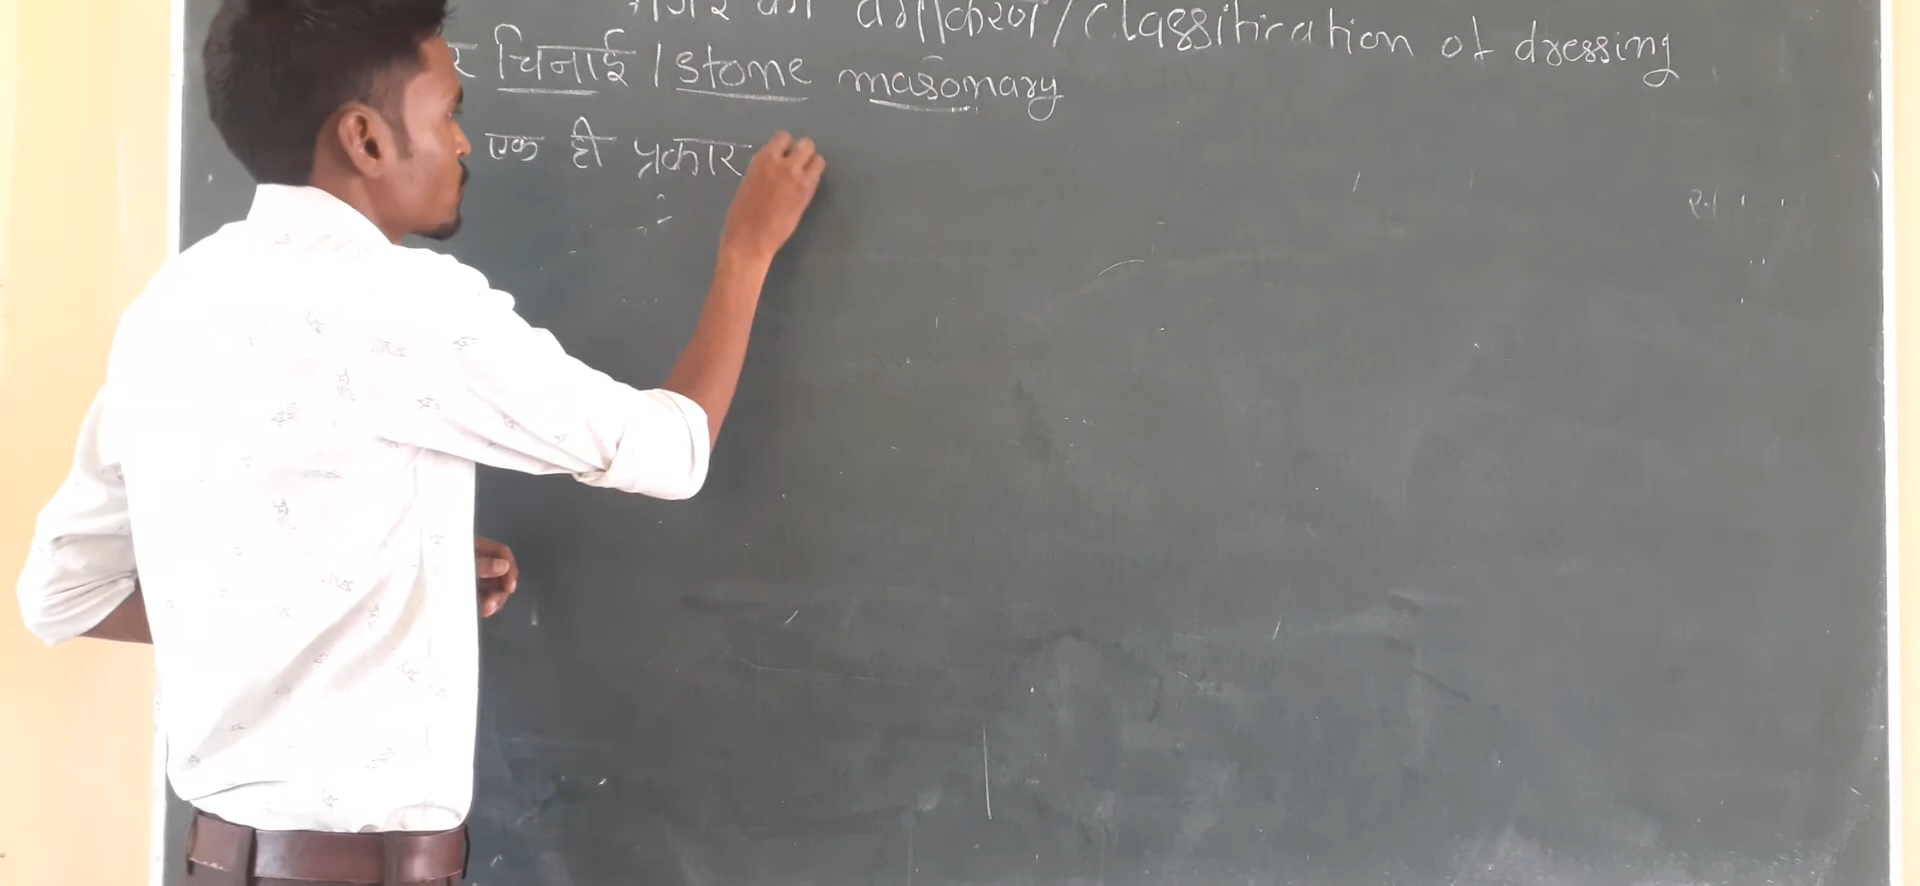 वर्गीकरण/classification of dressing
चिनाई / stone masonary
एक ही प्रकार